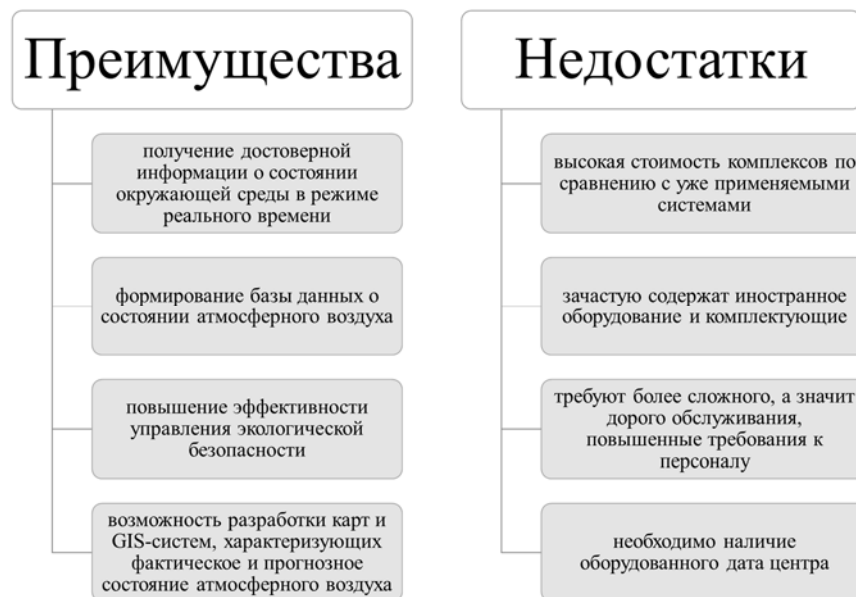 Преимущества
получение достоверной
информации о состоянии
окружающей среды в режиме
реального времени
формирование базы данных о
состоянии атмосферного воздуха
повышение эффективности
управления экологической
безопасности
возможность разработки карт и
GIS-систем, характеризующих
фактическое и прогнозное
состояние атмосферного воздуха
Недостатки
высокая стоимость комплексов по
сравнению с уже применяемыми
системами
зачастую содержат иностранное
оборудование и комплектующие
требуют более сложного, а значит
дорого обслуживания,
повышенные требования к
персоналу
необходимо наличие
оборудованного дата центра